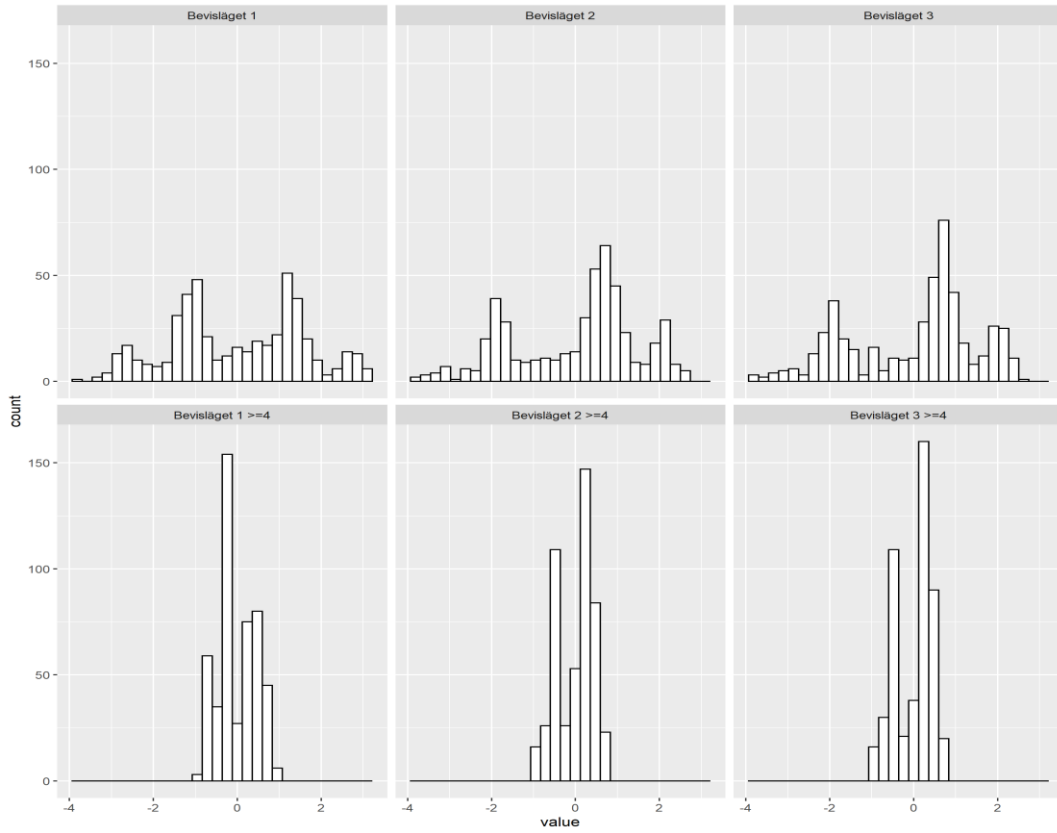 Bevisläget 1 Bevisläget 2 Bevisläget 3
150
100
50
0
count
Bevisläget 1 >=4 Bevisläget 2 >=4 Bevisläget 3 >=4
150
100
50
0
-4 -2 0 2 -4 -2 0 2 -4 -2 0 2
value